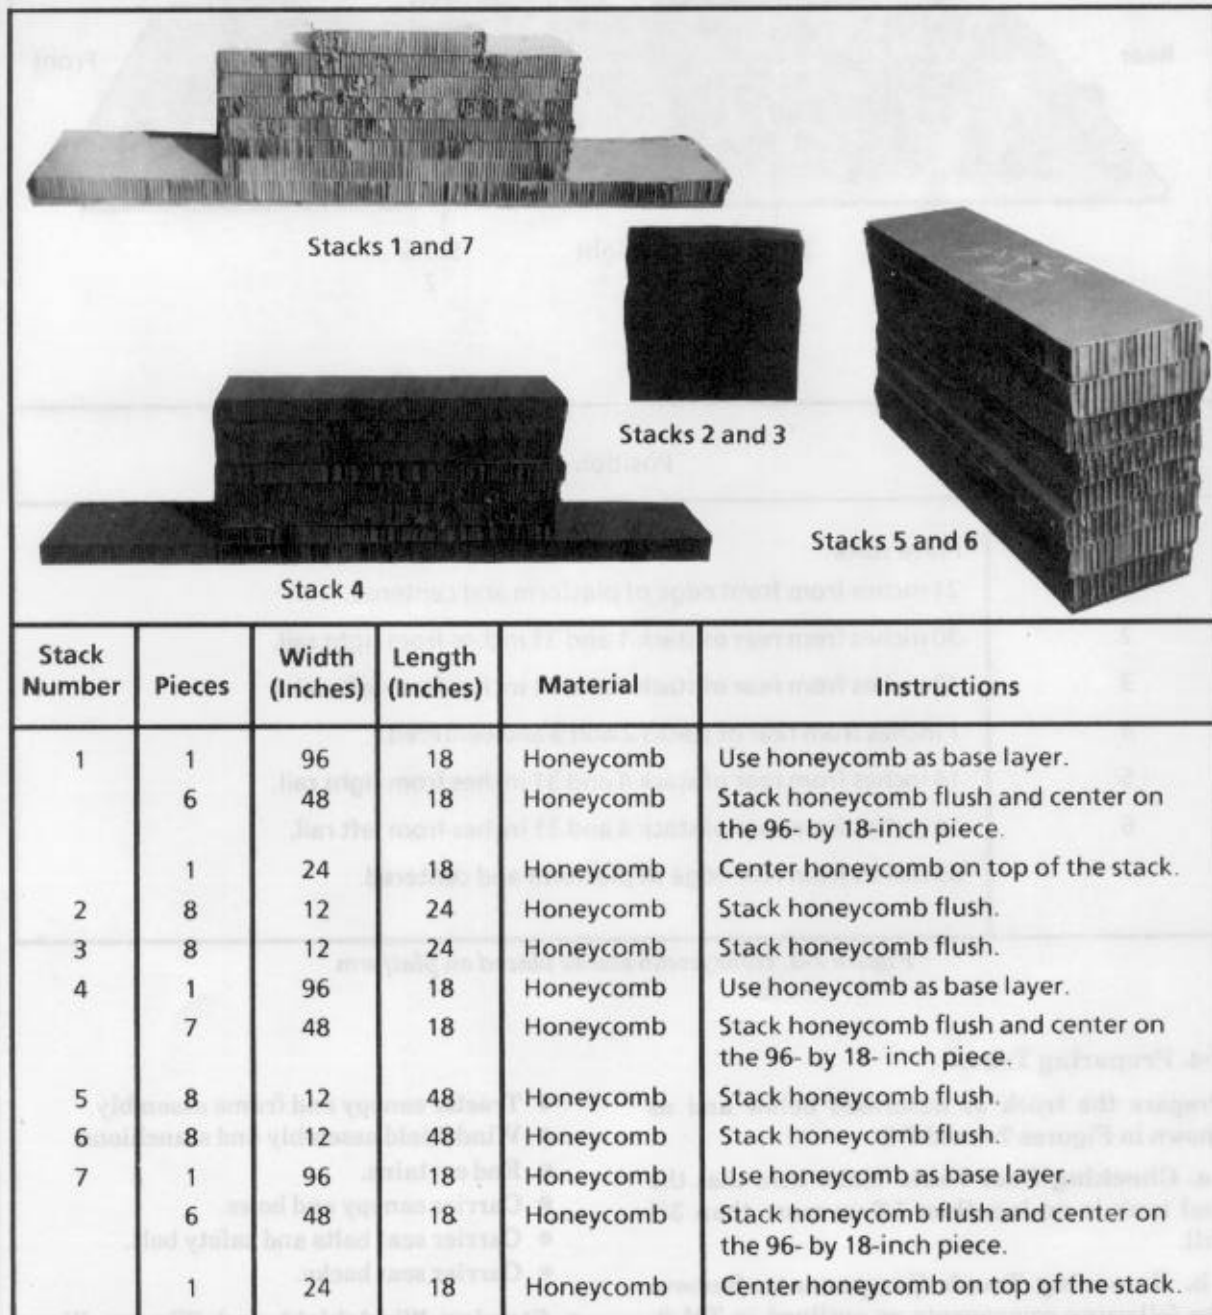 Stacks 1 and 7
Stacks 2 and 3
Stack 4
Stacks 5 and 6
Stack Number Pieces Width (Inches) Length (Inches) Material Instructions
1 1 96 18 Honeycomb Use honeycomb as base layer.
6 48 18 Honeycomb Stack honeycomb flush and center on
the 96- by 18-inch piece.
1 24 18 Honeycomb Center honeycomb on top of the stack.
2 8 12 24 Honeycomb Stack honeycomb flush.
3 8 12 24 Honeycomb Stack honeycomb flush.
4 1 96 18 Honeycomb Use honeycomb as base layer.
7 48 18 Honeycomb Stack honeycomb flush and center on
the 96- by 18- inch piece.
5 8 12 48 Honeycomb Stack honeycomb flush.
6 8 12 48 Honeycomb Stack honeycomb flush.
7 1 96 18 Honeycomb Use honeycomb as base layer.
6 48 18 Honeycomb Stack honeycomb flush and center on
the 96- by 18-inch piece.
1 24 18 Honeycomb Center honeycomb on top of the stack.